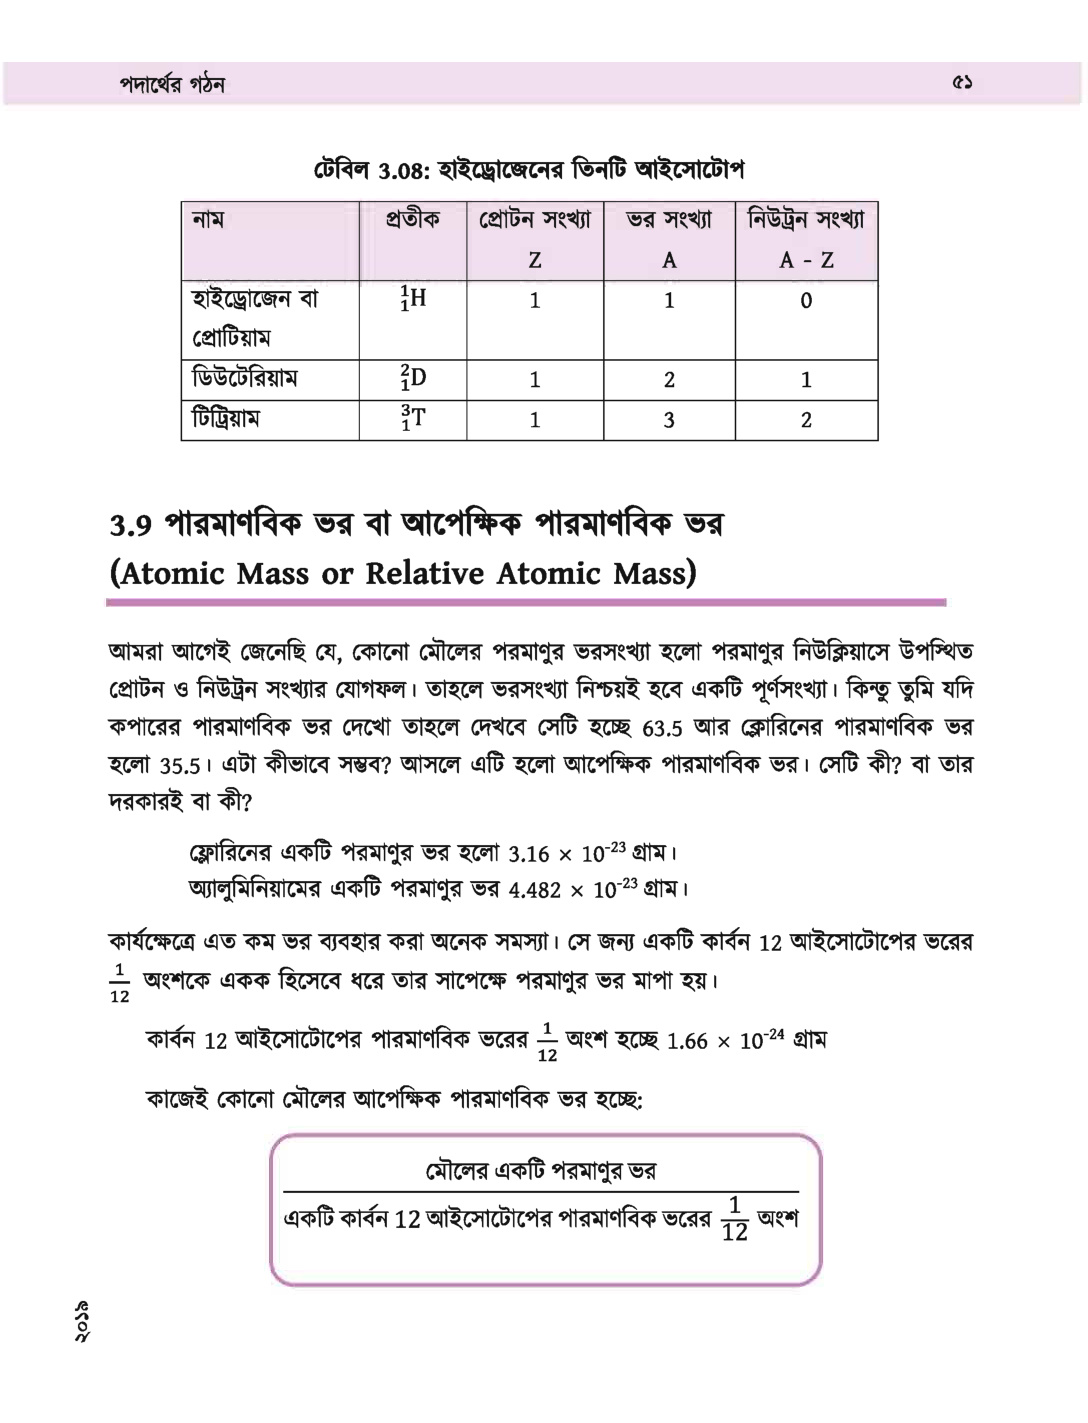 পদার্থের গঠন ৫১
টেবিল 3.08: হাইড্রোজেনের তিনটি আইসোটোপ
নাম প্রতীক প্রোটন সংখ্যা ভর সংখ্যা নিউট্রন সংখ্যা
Z A A - Z
হাইড্রোজেন বা ¹₁H 1 1 0
প্রোটিয়াম
ডিউটেরিয়াম ²₁D 1 2 1
টিট্রিয়াম ³₁T 1 3 2
3.9 পারমাণবিক ভর বা আপেক্ষিক পারমাণবিক ভর
(Atomic Mass or Relative Atomic Mass)
আমরা আগেই জেনেছি যে, কোনো মৌলের পরমাণুর ভরসংখ্যা হলো পরমাণুর নিউক্লিয়াসে উপস্থিত
প্রোটন ও নিউট্রন সংখ্যার যোগফল। তাহলে ভরসংখ্যা নিশ্চয়ই হবে একটি পূর্ণসংখ্যা। কিন্তু তুমি যদি
কপারের পারমাণবিক ভর দেখো তাহলে দেখবে সেটি হচ্ছে 63.5 আর ক্লোরিনের পারমাণবিক ভর
হলো 35.5। এটা কীভাবে সম্ভব? আসলে এটি হলো আপেক্ষিক পারমাণবিক ভর। সেটি কী? বা তার
দরকারই বা কী?
ফ্লোরিনের একটি পরমাণুর ভর হলো 3.16 × 10⁻²³ গ্রাম।
অ্যালুমিনিয়ামের একটি পরমাণুর ভর 4.482 × 10⁻²³ গ্রাম।
কার্যক্ষেত্রে এত কম ভর ব্যবহার করা অনেক সমস্যা। সে জন্য একটি কার্বন 12 আইসোটোপের ভরের
1/12 অংশকে একক হিসেবে ধরে তার সাপেক্ষে পরমাণুর ভর মাপা হয়।
কার্বন 12 আইসোটোপের পারমাণবিক ভরের 1/12 অংশ হচ্ছে 1.66 × 10⁻²⁴ গ্রাম
কাজেই কোনো মৌলের আপেক্ষিক পারমাণবিক ভর হচ্ছে:
মৌলের একটি পরমাণুর ভর
একটি কার্বন 12 আইসোটোপের পারমাণবিক ভরের 1/12 অংশ
২০১৯